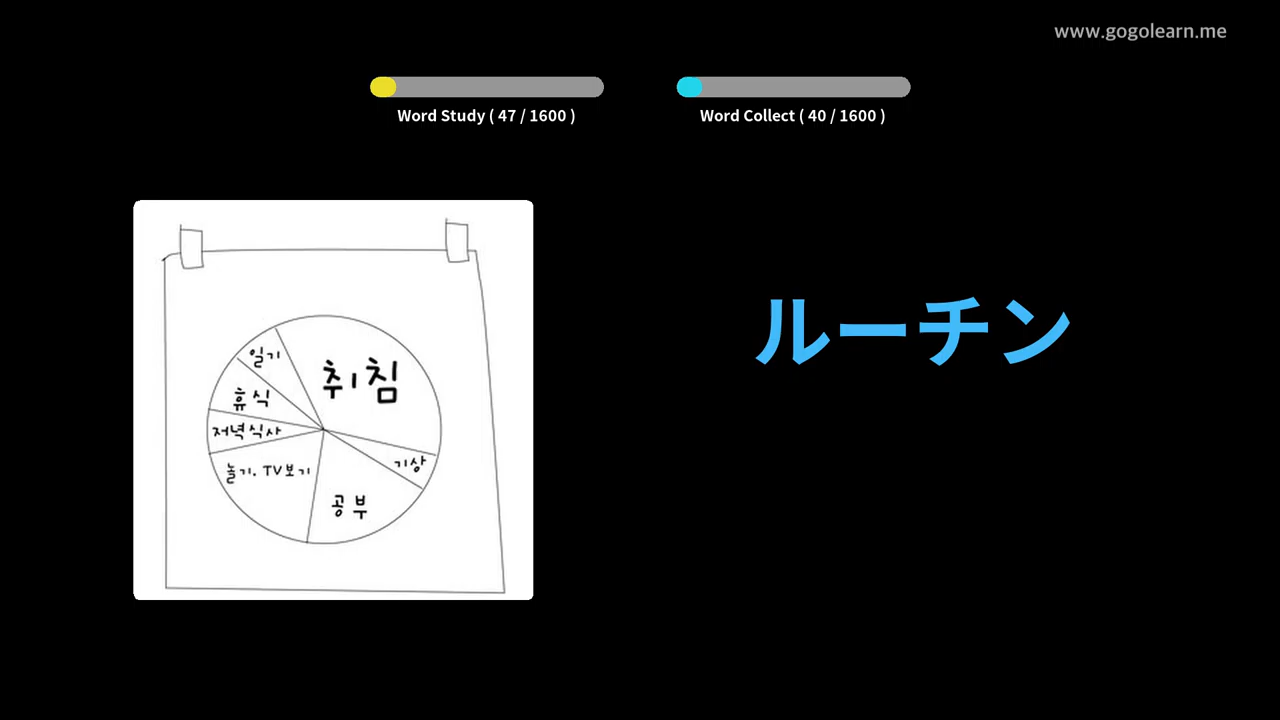 www.gogolearn.me
Word Study ( 47 / 1600 )
Word Collect ( 40 / 1600 )
일기
취침
휴식
저녁식사
기상
놀기. TV보기
공부
ルーチン